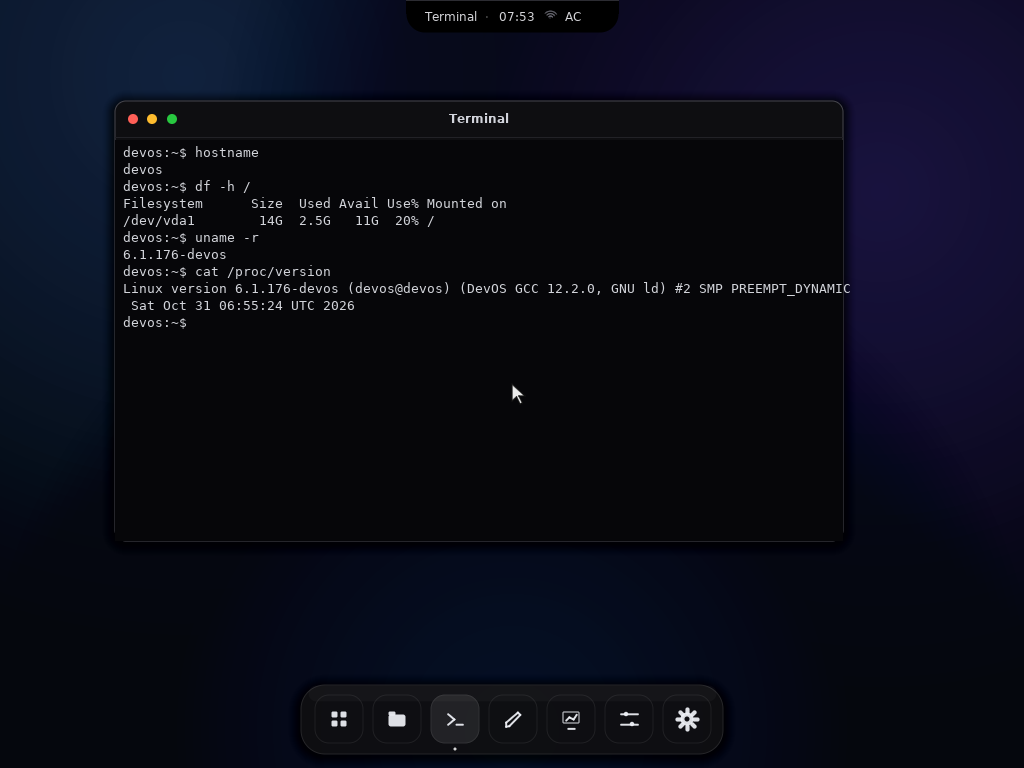 Terminal · 07:53 AC
Terminal
devos:~$ hostname
devos
devos:~$ df -h /
Filesystem      Size  Used Avail Use% Mounted on
/dev/vda1        14G  2.5G   11G  20% /
devos:~$ uname -r
6.1.176-devos
devos:~$ cat /proc/version
Linux version 6.1.176-devos (devos@devos) (DevOS GCC 12.2.0, GNU ld) #2 SMP PREEMPT_DYNAMIC
 Sat Oct 31 06:55:24 UTC 2026
devos:~$